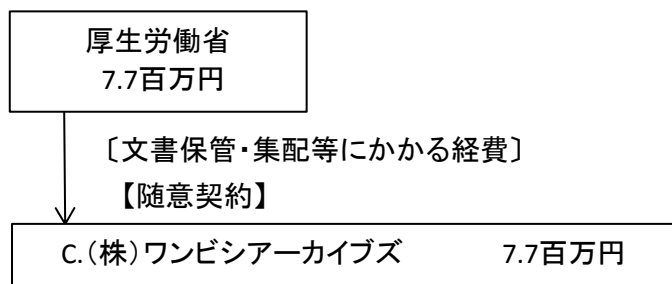 厚生労働省
7.7百万円
〔文書保管・集配等にかかる経費〕
【随意契約】
C.（株）ワンビシアーカイブズ 7.7百万円